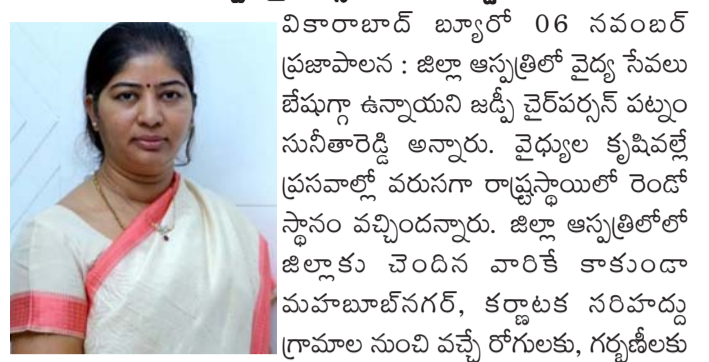 వికారాబాద్ బ్యూరో 06 నవంబర్
ప్రజాపాలన : జిల్లా ఆస్పత్రిలో వైద్య సేవలు
బేషుగ్గా ఉన్నాయని జడ్పీ చైర్‌పర్సన్ పట్నం
సునీతారెడ్డి అన్నారు. వైధ్యుల కృషివల్లే
ప్రసవాల్లో వరుసగా రాష్ట్రస్థాయిలో రెండో
స్థానం వచ్చిందన్నారు. జిల్లా ఆస్పత్రిలోలో
జిల్లాకు చెందిన వారికే కాకుండా
మహబూబ్‌నగర్, కర్ణాటక సరిహద్దు
గ్రామాల నుంచి వచ్చే రోగులకు, గర్భణీలకు